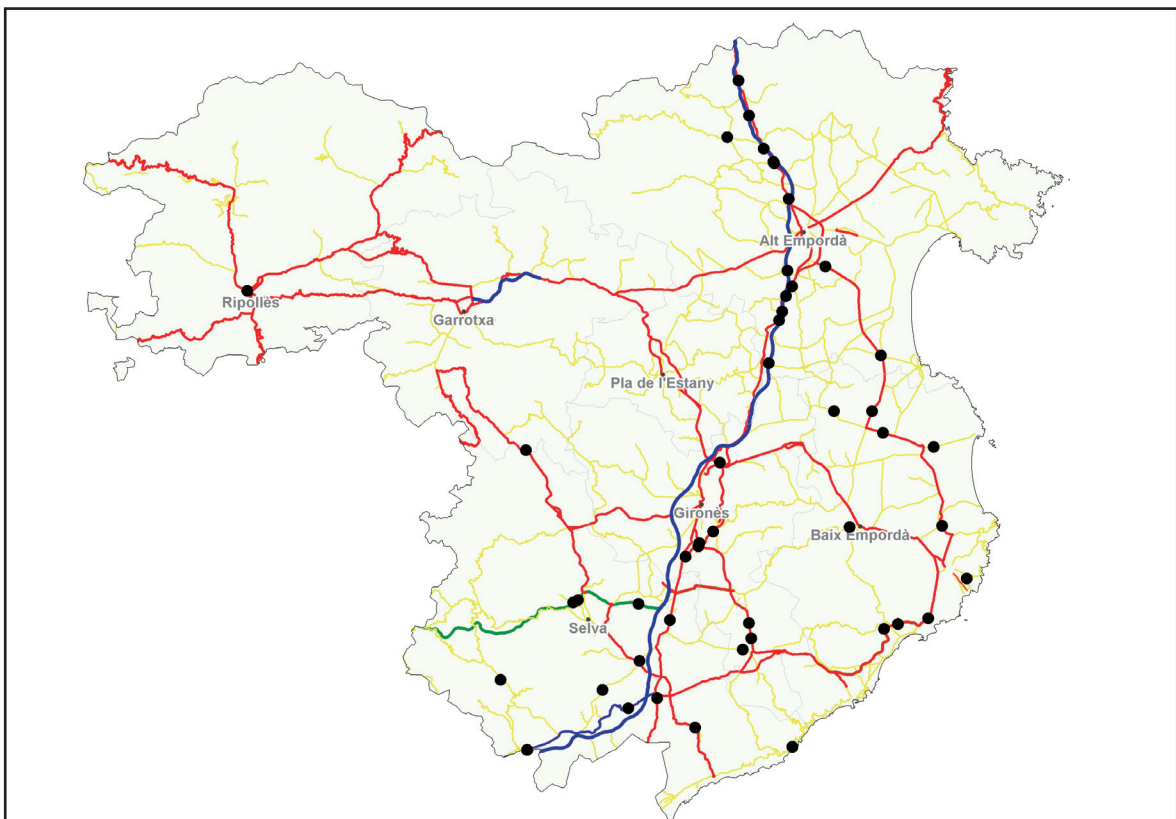 Alt Empordà
Ripollès
Garrotxa
Pla de l'Estany
Gironès
Baix Empordà
Selva